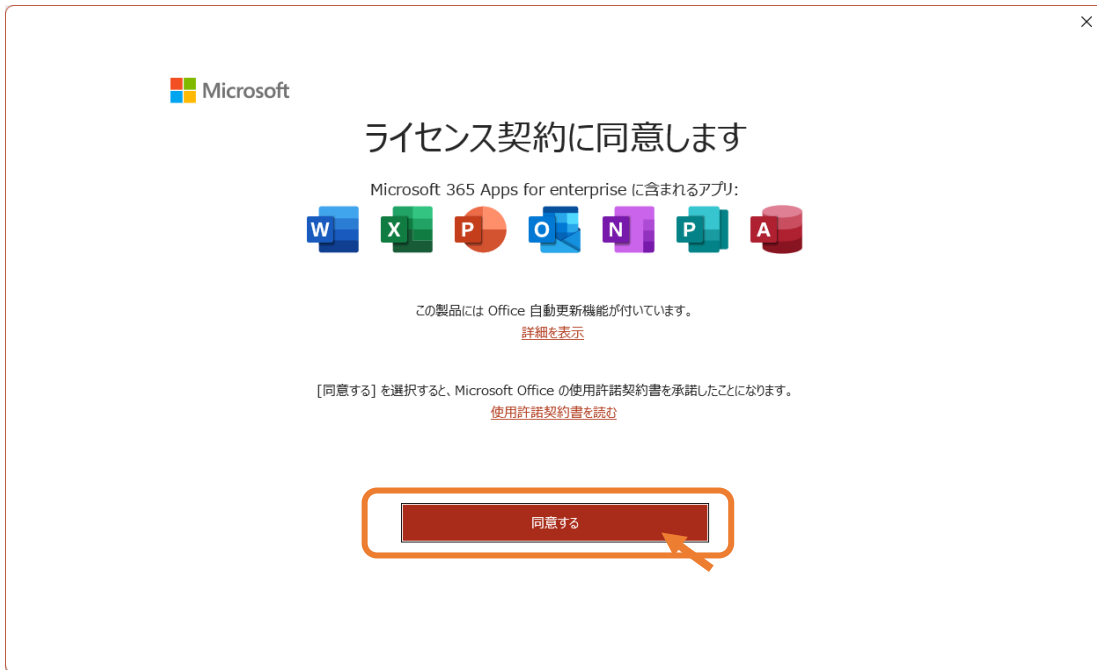 Microsoft
ライセンス契約に同意します
Microsoft 365 Apps for enterprise に含まれるアプリ:
W X P O N P A
この製品には Office 自動更新機能が付いています。
詳細を表示
[同意する] を選択すると、Microsoft Office の使用許諾契約書を承諾したことになります。
使用許諾契約書を読む
同意する